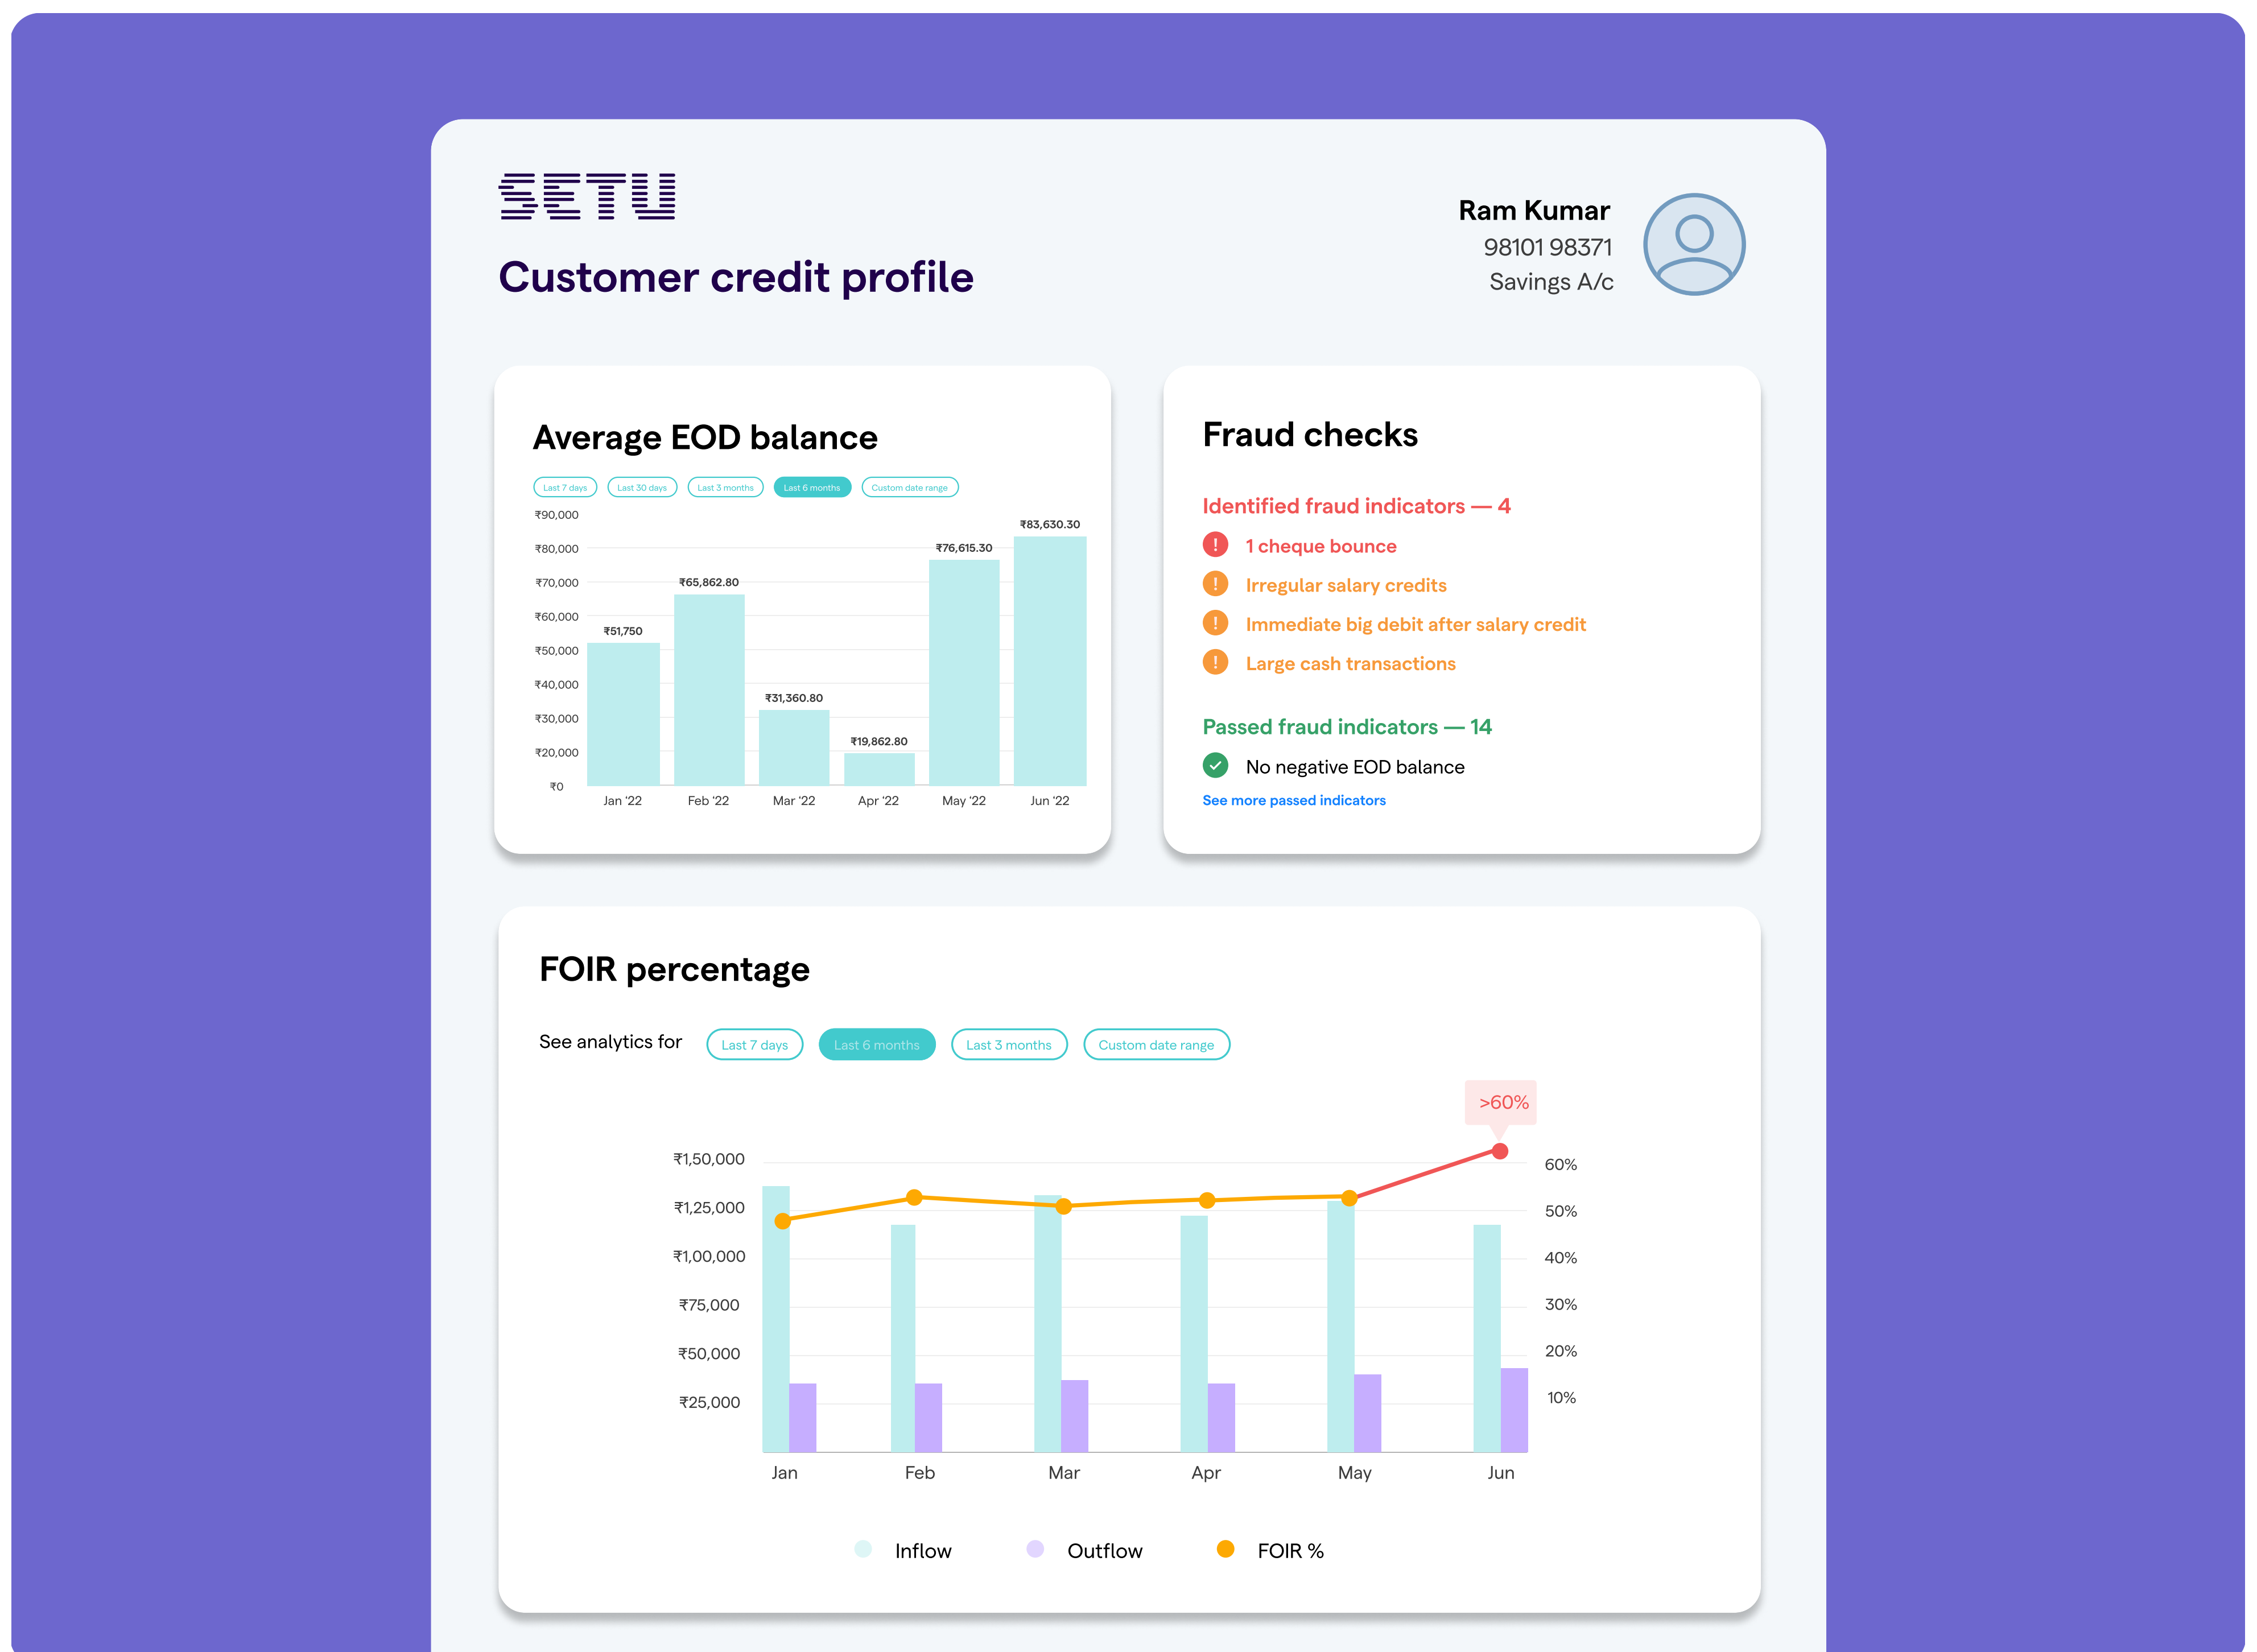 SETU
Customer credit profile
Ram Kumar
98101 98371
Savings A/c
Average EOD balance
Last 7 days Last 30 days Last 3 months Last 6 months Custom date range
₹90,000
₹80,000
₹70,000
₹60,000
₹50,000
₹40,000
₹30,000
₹20,000
₹0
₹51,750
₹65,862.80
₹31,360.80
₹19,862.80
₹76,615.30
₹83,630.30
Jan '22 Feb '22 Mar '22 Apr '22 May '22 Jun '22
Fraud checks
Identified fraud indicators — 4
! 1 cheque bounce
! Irregular salary credits
! Immediate big debit after salary credit
! Large cash transactions
Passed fraud indicators — 14
No negative EOD balance
See more passed indicators
FOIR percentage
See analytics for Last 7 days Last 6 months Last 3 months Custom date range
>60%
₹1,50,000
₹1,25,000
₹1,00,000
₹75,000
₹50,000
₹25,000
60%
50%
40%
30%
20%
10%
Jan Feb Mar Apr May Jun
Inflow Outflow FOIR %